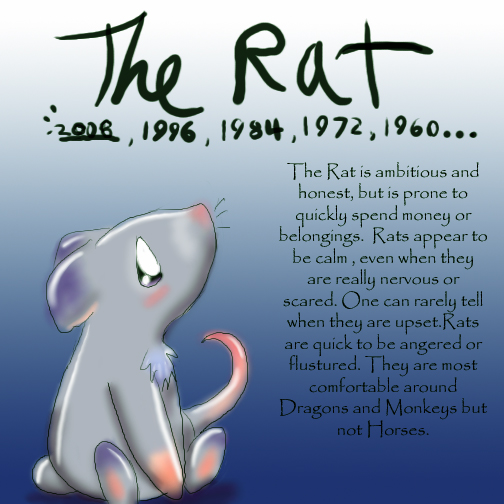 The Rat
2008, 1996, 1984, 1972, 1960...
The Rat is ambitious and
honest, but is prone to
quickly spend money or
belongings. Rats appear to
be calm , even when they
are really nervous or
scared. One can rarely tell
when they are upset.Rats
are quick to be angered or
flustured. They are most
comfortable around
Dragons and Monkeys but
not Horses.